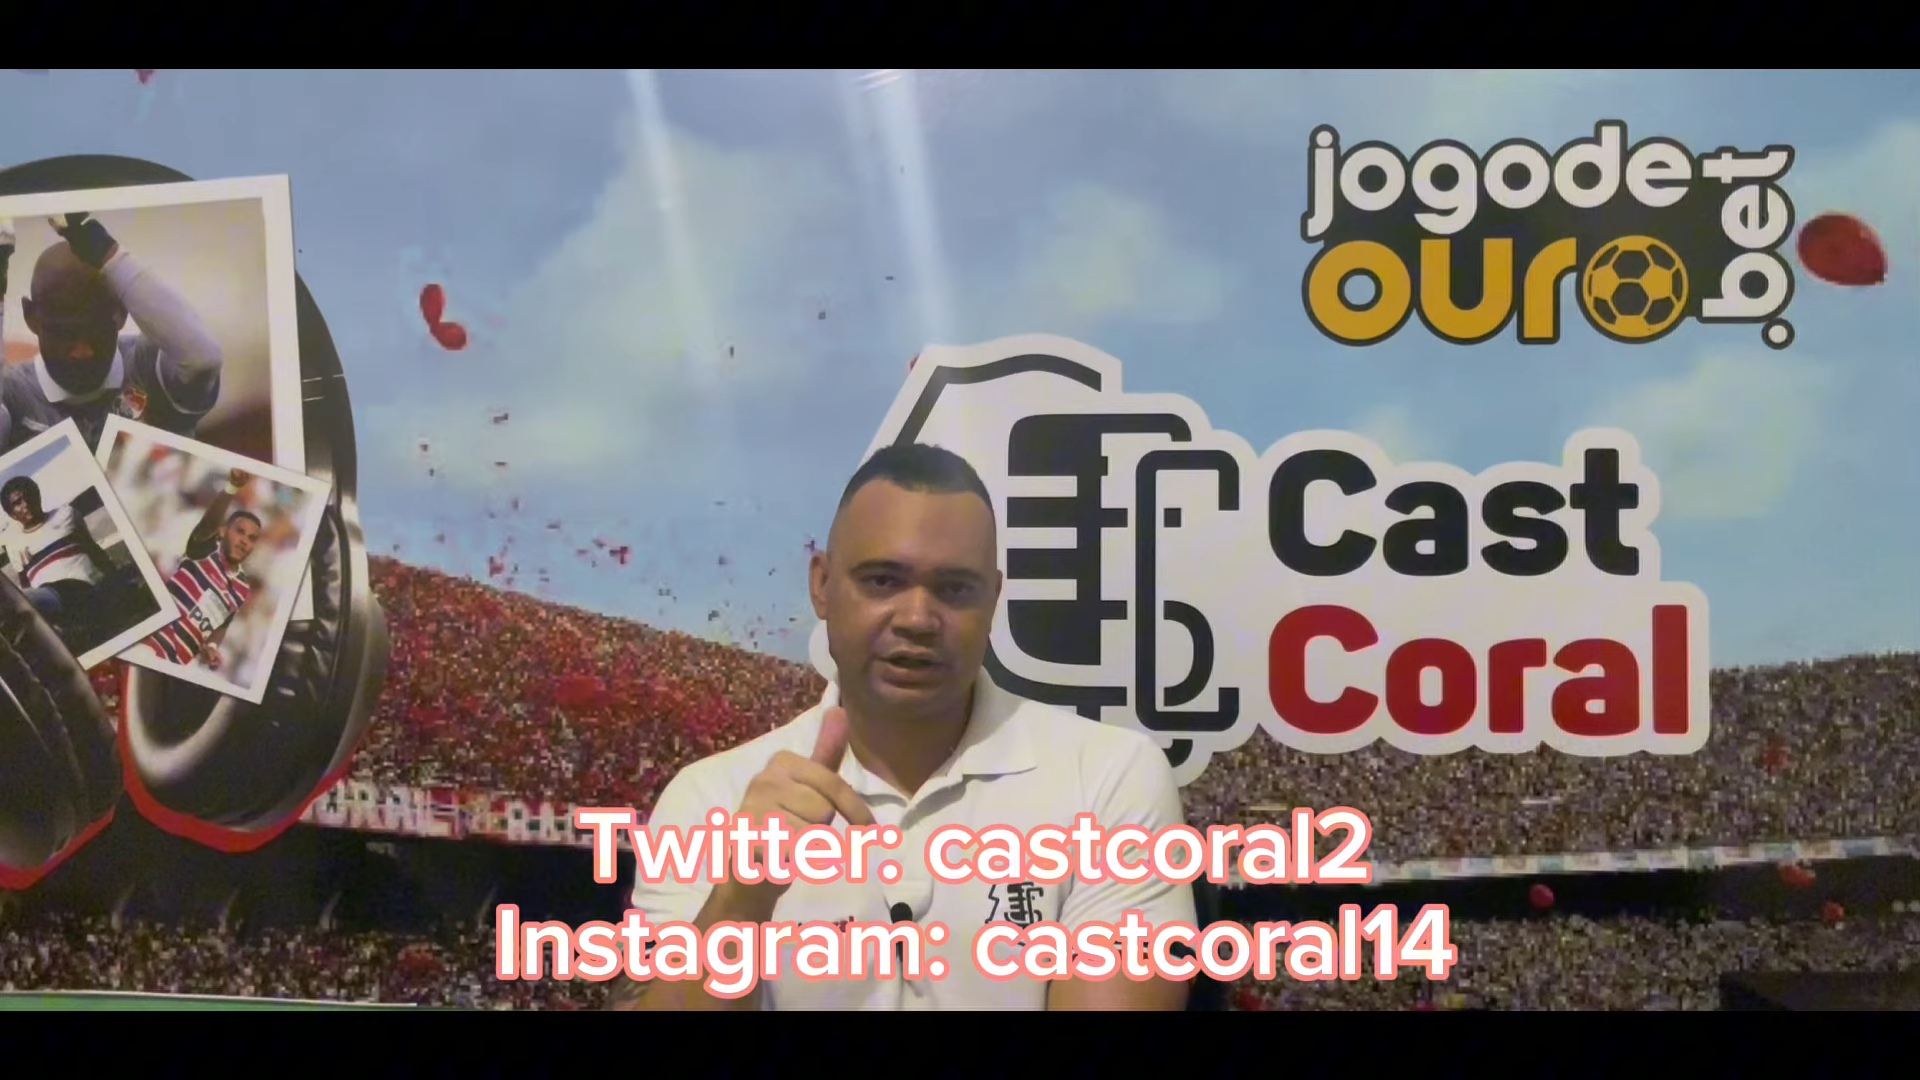 jogode
ouro
.bet
Cast
Coral
Twitter: castcoral2
Instagram: castcoral14